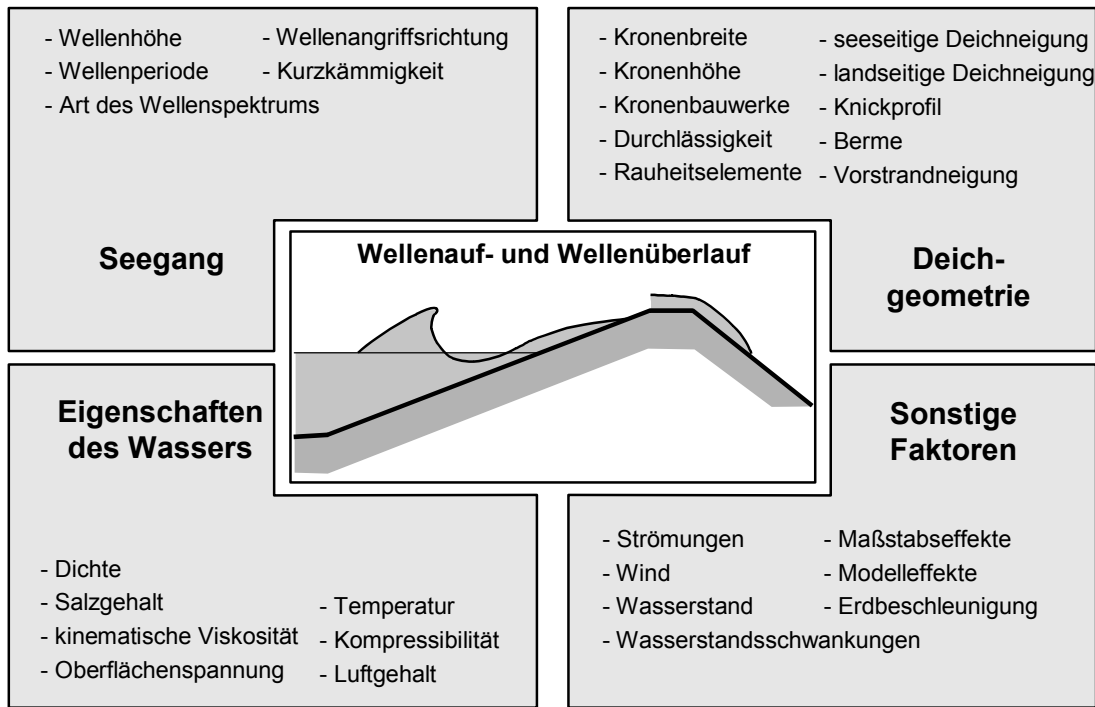 - Wellenhöhe
- Wellenangriffsrichtung
- Wellenperiode
- Kurzkämmigkeit
- Art des Wellenspektrums
Seegang
- Kronenbreite
- seeseitige Deichneigung
- Kronenhöhe
- landseitige Deichneigung
- Kronenbauwerke
- Knickprofil
- Durchlässigkeit
- Berme
- Rauheitselemente
- Vorstrandneigung
Deich-
geometrie
Wellenauf- und Wellenüberlauf
Eigenschaften
des Wassers
- Dichte
- Salzgehalt
- Temperatur
- kinematische Viskosität
- Kompressibilität
- Oberflächenspannung
- Luftgehalt
Sonstige
Faktoren
- Strömungen
- Maßstabseffekte
- Wind
- Modelleffekte
- Wasserstand
- Erdbeschleunigung
- Wasserstandsschwankungen